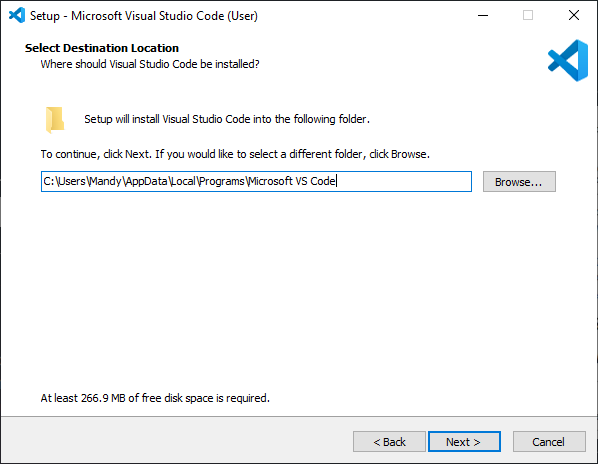 Setup - Microsoft Visual Studio Code (User)
Select Destination Location
Where should Visual Studio Code be installed?
Setup will install Visual Studio Code into the following folder.
To continue, click Next. If you would like to select a different folder, click Browse.
C:\Users\Mandy\AppData\Local\Programs\Microsoft VS Code
Browse...
At least 266.9 MB of free disk space is required.
< Back
Next >
Cancel